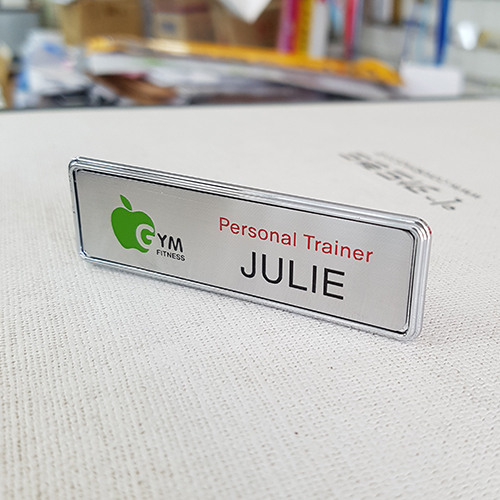 GYM
FITNESS
Personal Trainer
JULIE